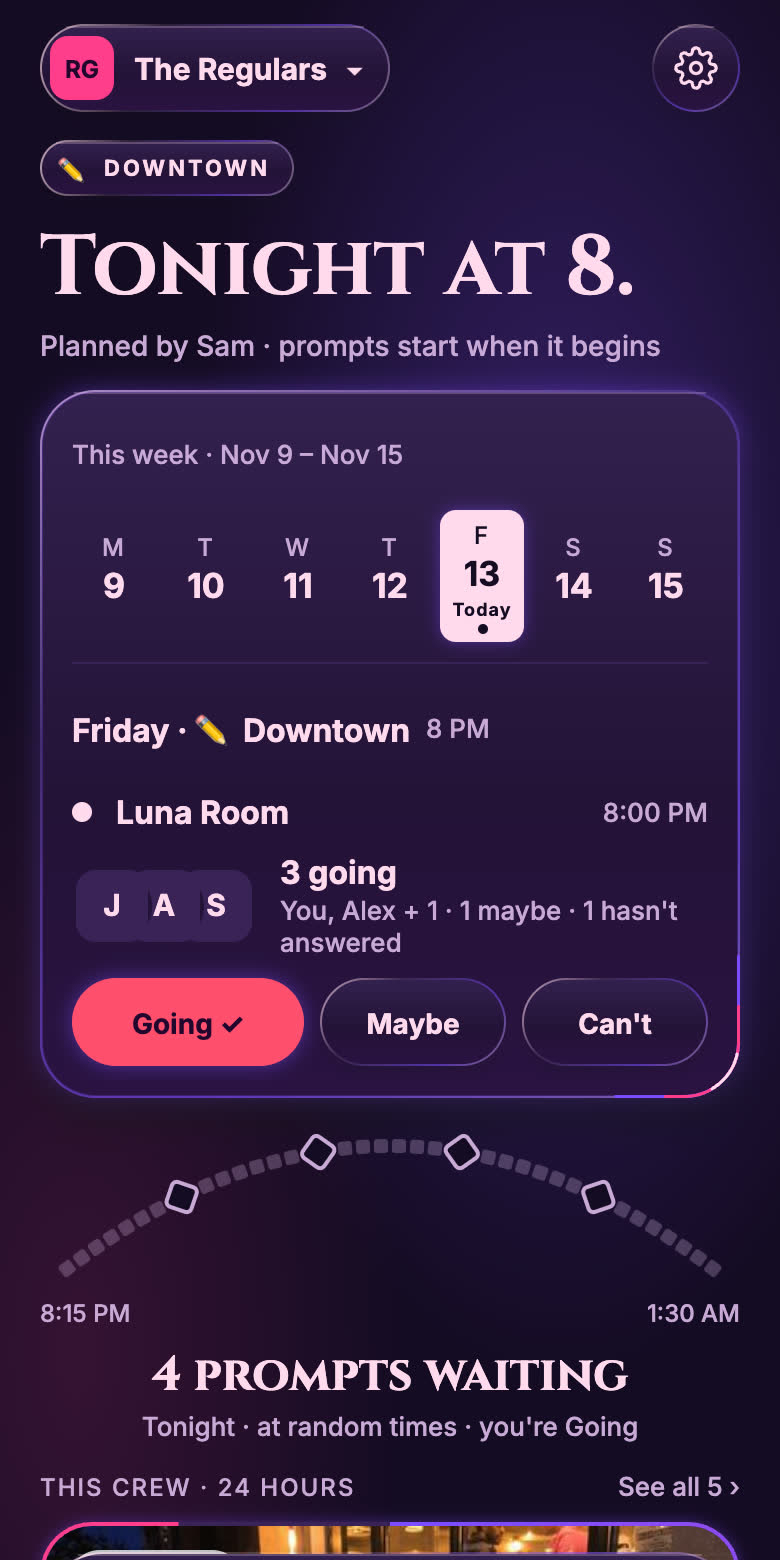 RG The Regulars
✏️ DOWNTOWN
TONIGHT AT 8.
Planned by Sam · prompts start when it begins
This week · Nov 9 – Nov 15
M T W T F S S
9 10 11 12 13 14 15
Today
Friday · ✏️ Downtown 8 PM
Luna Room 8:00 PM
J A S
3 going
You, Alex + 1 · 1 maybe · 1 hasn't
answered
Going ✓ Maybe Can't
8:15 PM 1:30 AM
4 PROMPTS WAITING
Tonight · at random times · you're Going
THIS CREW · 24 HOURS See all 5 ›